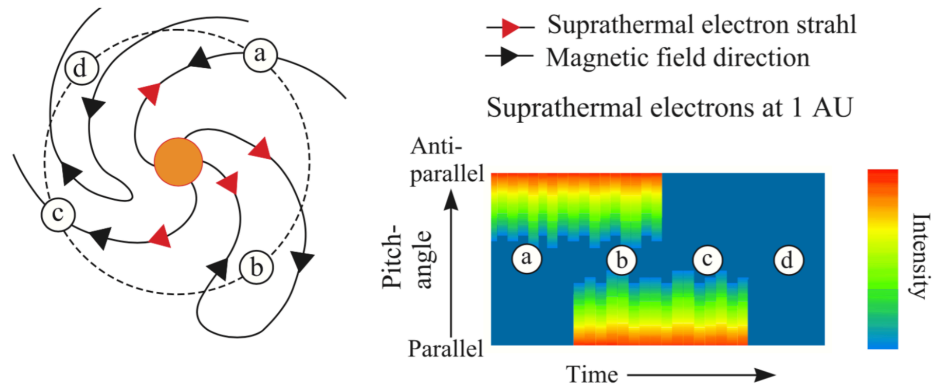 Suprathermal electron strahl
Magnetic field direction
a
d
c
b
Suprathermal electrons at 1 AU
Anti-
parallel
Pitch-
angle
Parallel
a
b
c
d
Time
Intensity